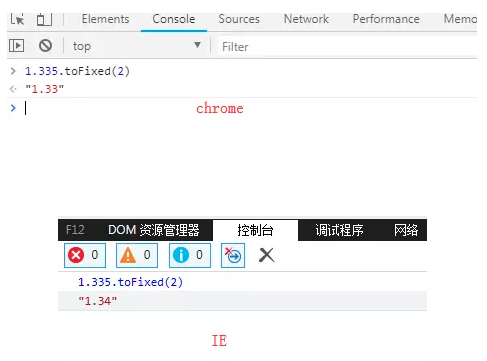 Elements Console Sources Network Performance Memo
top Filter
> 1.335.toFixed(2)
"1.33"
>
chrome
F12 DOM 资源管理器 控制台 调试程序 网络
0 0 0
1.335.toFixed(2)
"1.34"
IE